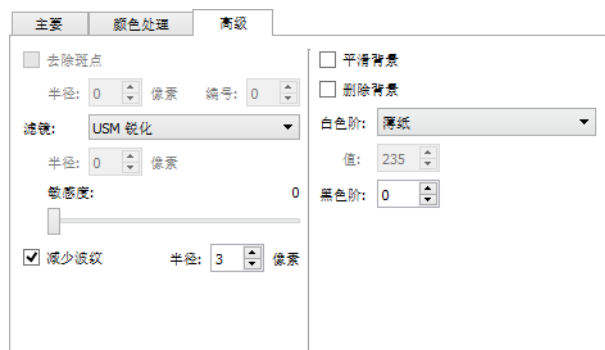 主要 颜色处理 高级
去除斑点
半径: 0 像素 编号: 0
滤镜: USM 锐化
半径: 0 像素
敏感度: 0
减少波纹 半径: 3 像素
平滑背景
删除背景
白色阶: 薄纸
值: 235
黑色阶: 0